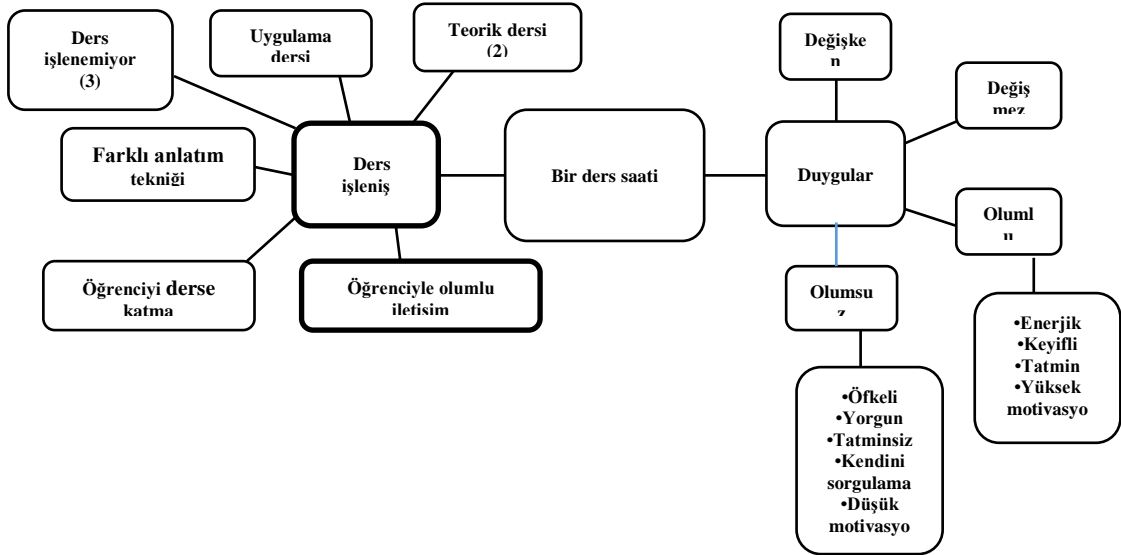 Ders
işlenemiyor
(3)
Uygulama
dersi
Teorik dersi
(2)
Farklı anlatım
tekniği
Ders
işleniş
Öğrenciyi derse
katma
Öğrenciyle olumlu
iletişim
Bir ders saati
Duygular
Değişke
n
Değiş
mez
Olumsu
z
Olumlu
u
•Öfkeli
•Yorgun
•Tatminsiz
•Kendini
sorgulama
•Düşük
motivasyo
•Enerjik
•Keyifli
•Tatmin
•Yüksek
motivasyo